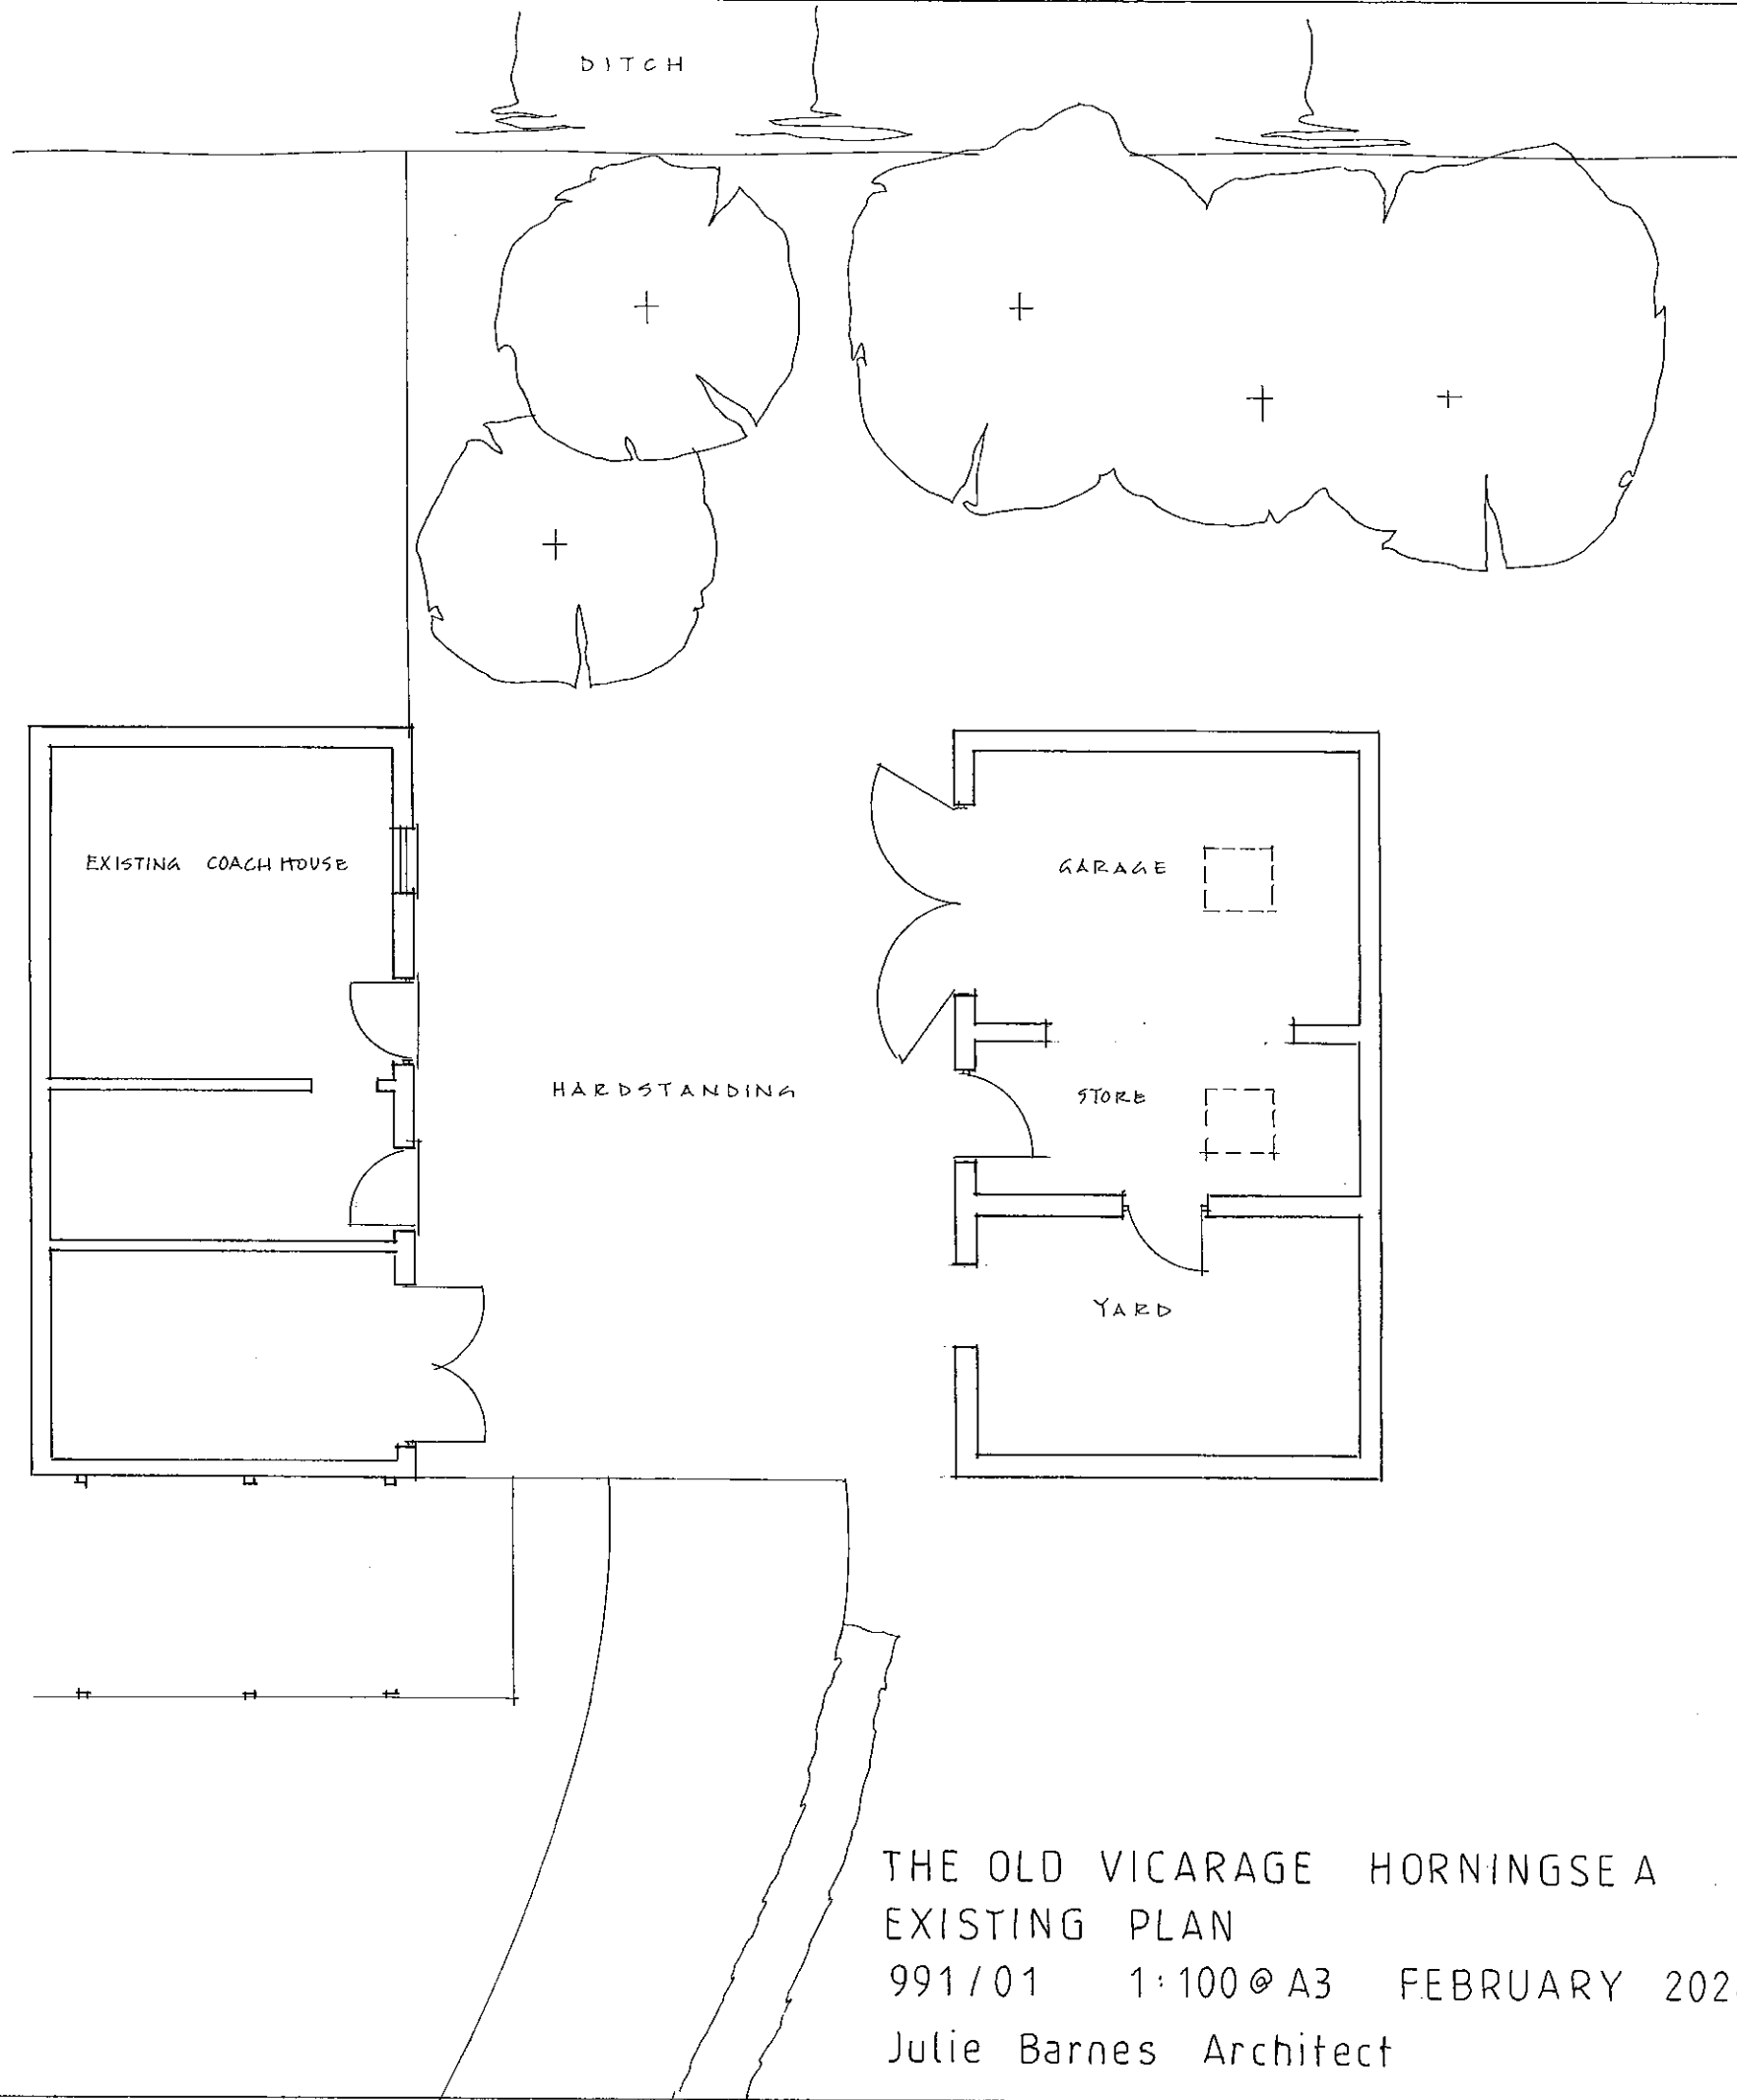 DITCH
EXISTING COACH HOUSE
GARAGE
HARDSTANDING
STORE
YARD
THE OLD VICARAGE HORNINGSEA
EXISTING PLAN
991/01 1:100@A3 FEBRUARY
Julie Barnes Architect